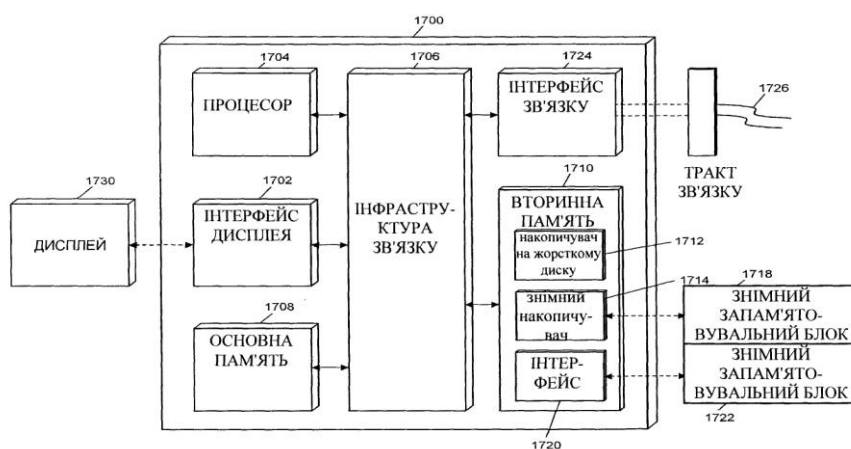 1700
1704
ПРОЦЕСОР
1706
ІНФРАСТРУ-
КТУРА
ЗВ'ЯЗКУ
1724
ІНТЕРФЕЙС
ЗВ'ЯЗКУ
1726
ТРАКТ
ЗВ'ЯЗКУ
1730
ДИСПЛЕЙ
1702
ІНТЕРФЕЙС
ДИСПЛЕЯ
1710
ВТОРИННА
ПАМ'ЯТЬ
накопичувач
на жорсткому
диску
1712
ЗНІМНИЙ
накопичу-
вач
1714
1718
ЗНІМНИЙ
ЗАПАМ'ЯТО-
ВУВАЛЬНИЙ БЛОК
1708
ОСНОВНА
ПАМ'ЯТЬ
ІНТЕР-
ФЕЙС
1720
ЗНІМНИЙ
ЗАПАМ'ЯТО-
ВУВАЛЬНИЙ БЛОК
1722